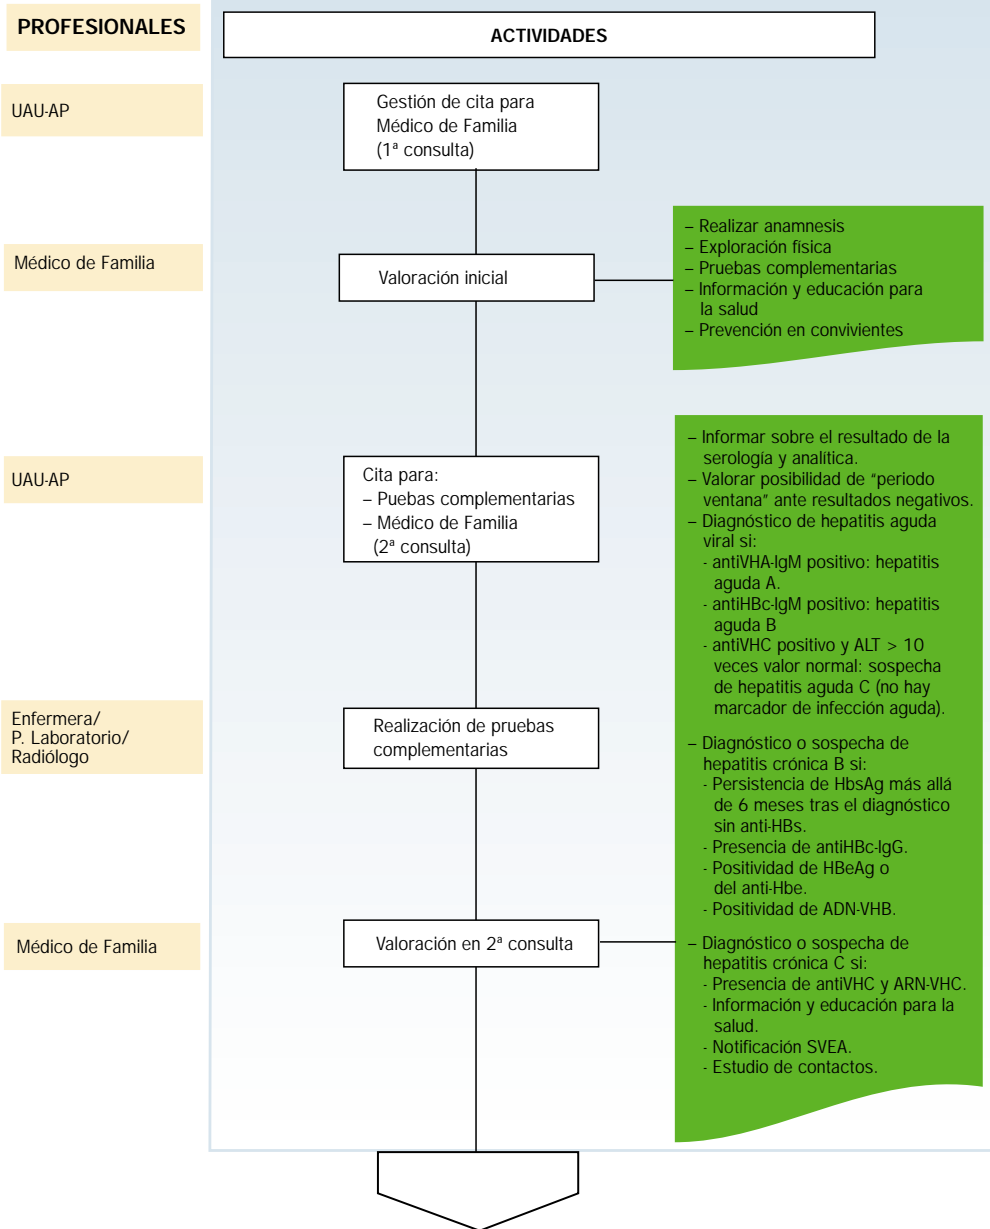 PROFESIONALES
ACTIVIDADES
UAU-AP
Gestión de cita para
Médico de Familia
(1ª consulta)
Médico de Familia
Valoración inicial
– Realizar anamnesis
– Exploración física
– Pruebas complementarias
– Información y educación para
la salud
– Prevención en convivientes
UAU-AP
Cita para:
– Puebas complementarias
– Médico de Familia
(2ª consulta)
– Informar sobre el resultado de la
serología y analítica.
– Valorar posibilidad de "periodo
ventana" ante resultados negativos.
– Diagnóstico de hepatitis aguda
viral si:
- antiVHA-IgM positivo: hepatitis
aguda A.
- antiHBc-IgM positivo: hepatitis
aguda B
- antiVHC positivo y ALT > 10
veces valor normal: sospecha
de hepatitis aguda C (no hay
marcador de infección aguda).
– Diagnóstico o sospecha de
hepatitis crónica B si:
- Persistencia de HbsAg más allá
de 6 meses tras el diagnóstico
sin anti-HBs.
- Presencia de antiHBc-IgG.
- Positividad de HBeAg o
del anti-Hbe.
- Positividad de ADN-VHB.
– Diagnóstico o sospecha de
hepatitis crónica C si:
- Presencia de antiVHC y ARN-VHC.
- Información y educación para la
salud.
- Notificación SVEA.
- Estudio de contactos.
Enfermera/
P. Laboratorio/
Radiólogo
Realización de pruebas
complementarias
Médico de Familia
Valoración en 2ª consulta